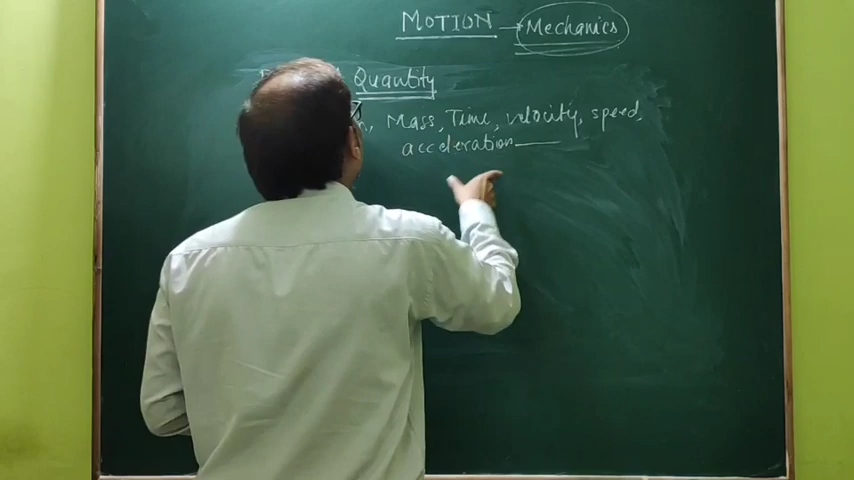 MOTION → Mechanics
Quantity
Mass, Time, velocity, speed,
acceleration